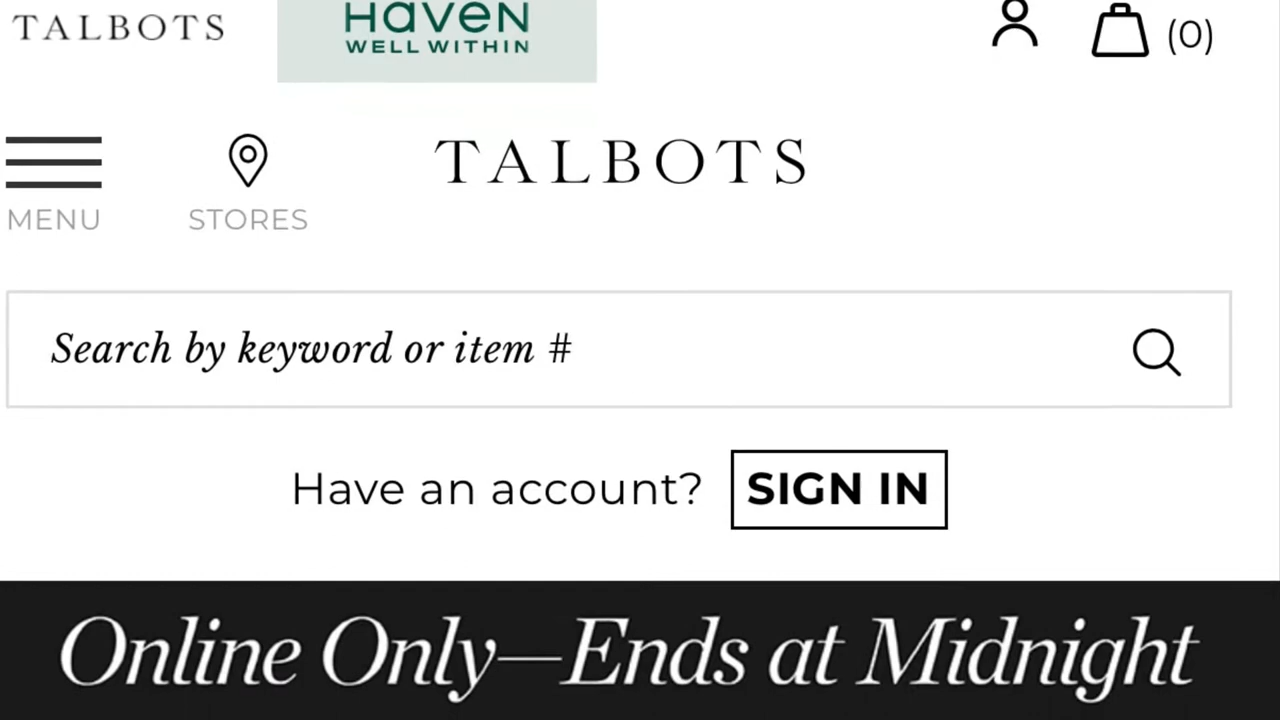 TALBOTS
Haven
WELL WITHIN
(0)
MENU
STORES
TALBOTS
Search by keyword or item #
Have an account? SIGN IN
Online Only—Ends at Midnight